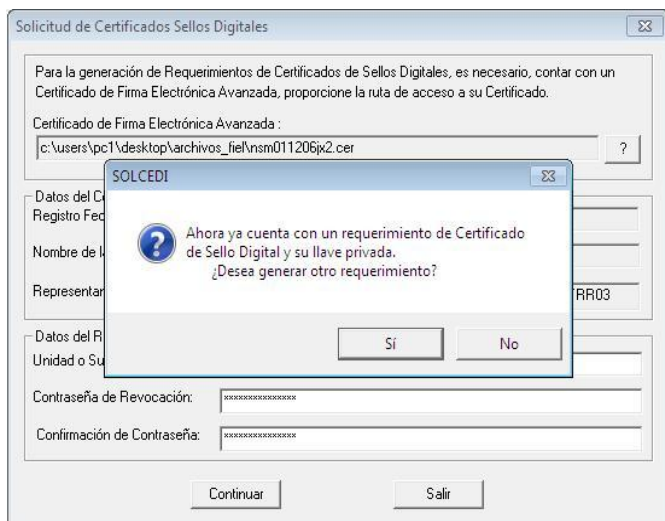 Solicitud de Certificados Sellos Digitales
Para la generación de Requerimientos de Certificados de Sellos Digitales, es necesario, contar con un
Certificado de Firma Electrónica Avanzada, proporcione la ruta de acceso a su Certificado.
Certificado de Firma Electrónica Avanzada :
c:\users\pc1\desktop\archivos_fiel\nsm011206jx2.cer
?
SOLCEDI
Ahora ya cuenta con un requerimiento de Certificado
de Sello Digital y su llave privada.
¿Desea generar otro requerimiento?
Sí
No
Datos del
Registro
Nombre de
RR03
Datos del
Unidad o
Contraseña de Revocación:
xxxxxxxxxxxxxx
Confirmación de Contraseña:
xxxxxxxxxxxxxx
Continuar
Salir